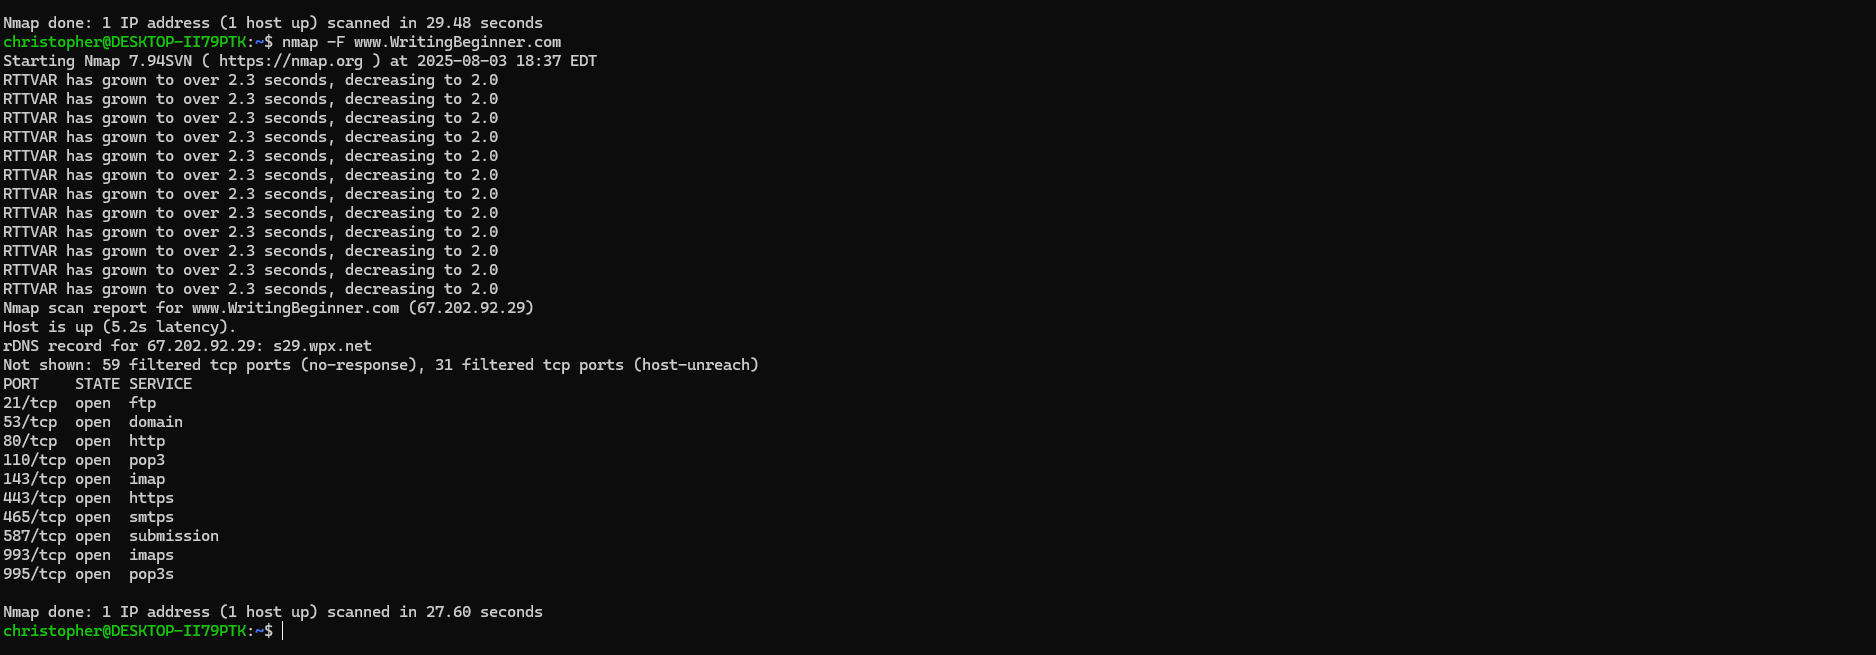 Nmap done: 1 IP address (1 host up) scanned in 29.48 seconds
christopher@DESKTOP-II79PTK:~$ nmap -F www.WritingBeginner.com
Starting Nmap 7.94SVN ( https://nmap.org ) at 2025-08-03 18:37 EDT
RTTVAR has grown to over 2.3 seconds, decreasing to 2.0
RTTVAR has grown to over 2.3 seconds, decreasing to 2.0
RTTVAR has grown to over 2.3 seconds, decreasing to 2.0
RTTVAR has grown to over 2.3 seconds, decreasing to 2.0
RTTVAR has grown to over 2.3 seconds, decreasing to 2.0
RTTVAR has grown to over 2.3 seconds, decreasing to 2.0
RTTVAR has grown to over 2.3 seconds, decreasing to 2.0
RTTVAR has grown to over 2.3 seconds, decreasing to 2.0
RTTVAR has grown to over 2.3 seconds, decreasing to 2.0
RTTVAR has grown to over 2.3 seconds, decreasing to 2.0
RTTVAR has grown to over 2.3 seconds, decreasing to 2.0
RTTVAR has grown to over 2.3 seconds, decreasing to 2.0
Nmap scan report for www.WritingBeginner.com (67.202.92.29)
Host is up (5.2s latency).
rDNS record for 67.202.92.29: s29.wpx.net
Not shown: 59 filtered tcp ports (no-response), 31 filtered tcp ports (host-unreach)
PORT    STATE SERVICE
21/tcp  open  ftp
53/tcp  open  domain
80/tcp  open  http
110/tcp open  pop3
143/tcp open  imap
443/tcp open  https
465/tcp open  smtps
587/tcp open  submission
993/tcp open  imaps
995/tcp open  pop3s
Nmap done: 1 IP address (1 host up) scanned in 27.60 seconds
christopher@DESKTOP-II79PTK:~$